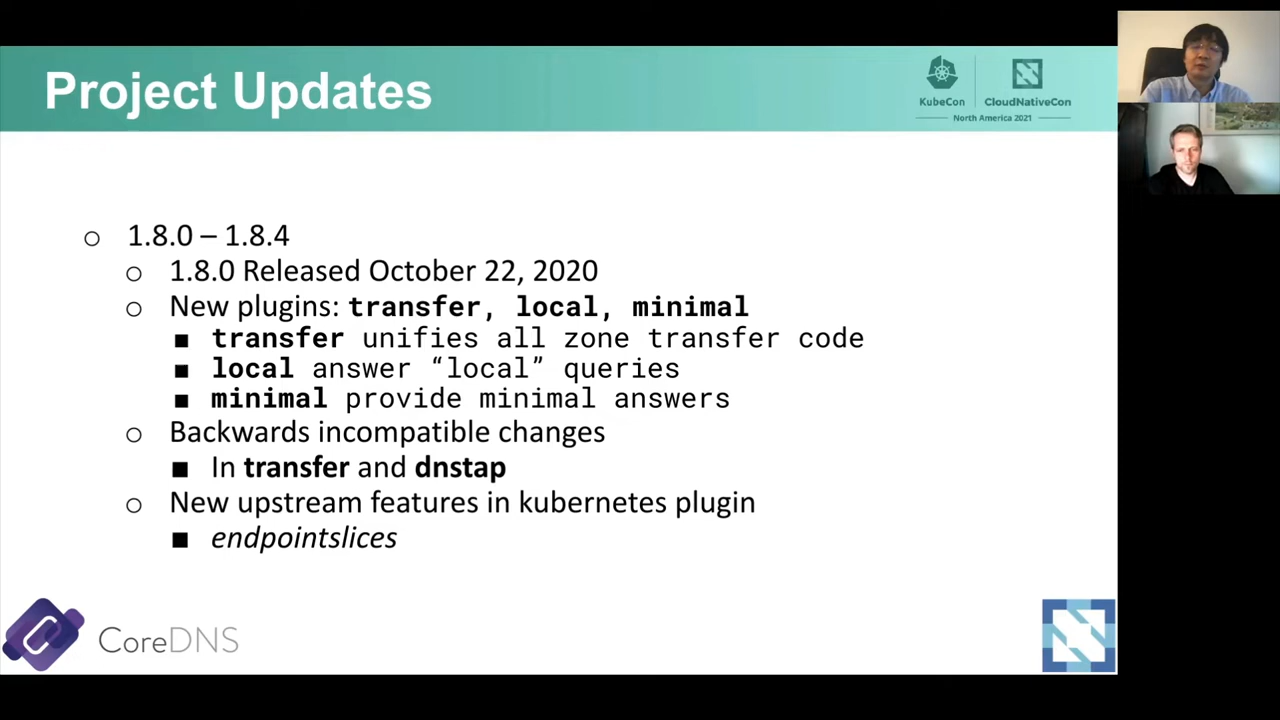 Project Updates
KubeCon
CloudNativeCon
North America 2021
1.8.0 – 1.8.4
1.8.0 Released October 22, 2020
New plugins: transfer, local, minimal
transfer unifies all zone transfer code
local answer “local” queries
minimal provide minimal answers
Backwards incompatible changes
In transfer and dnstap
New upstream features in kubernetes plugin
endpointslices
CoreDNS